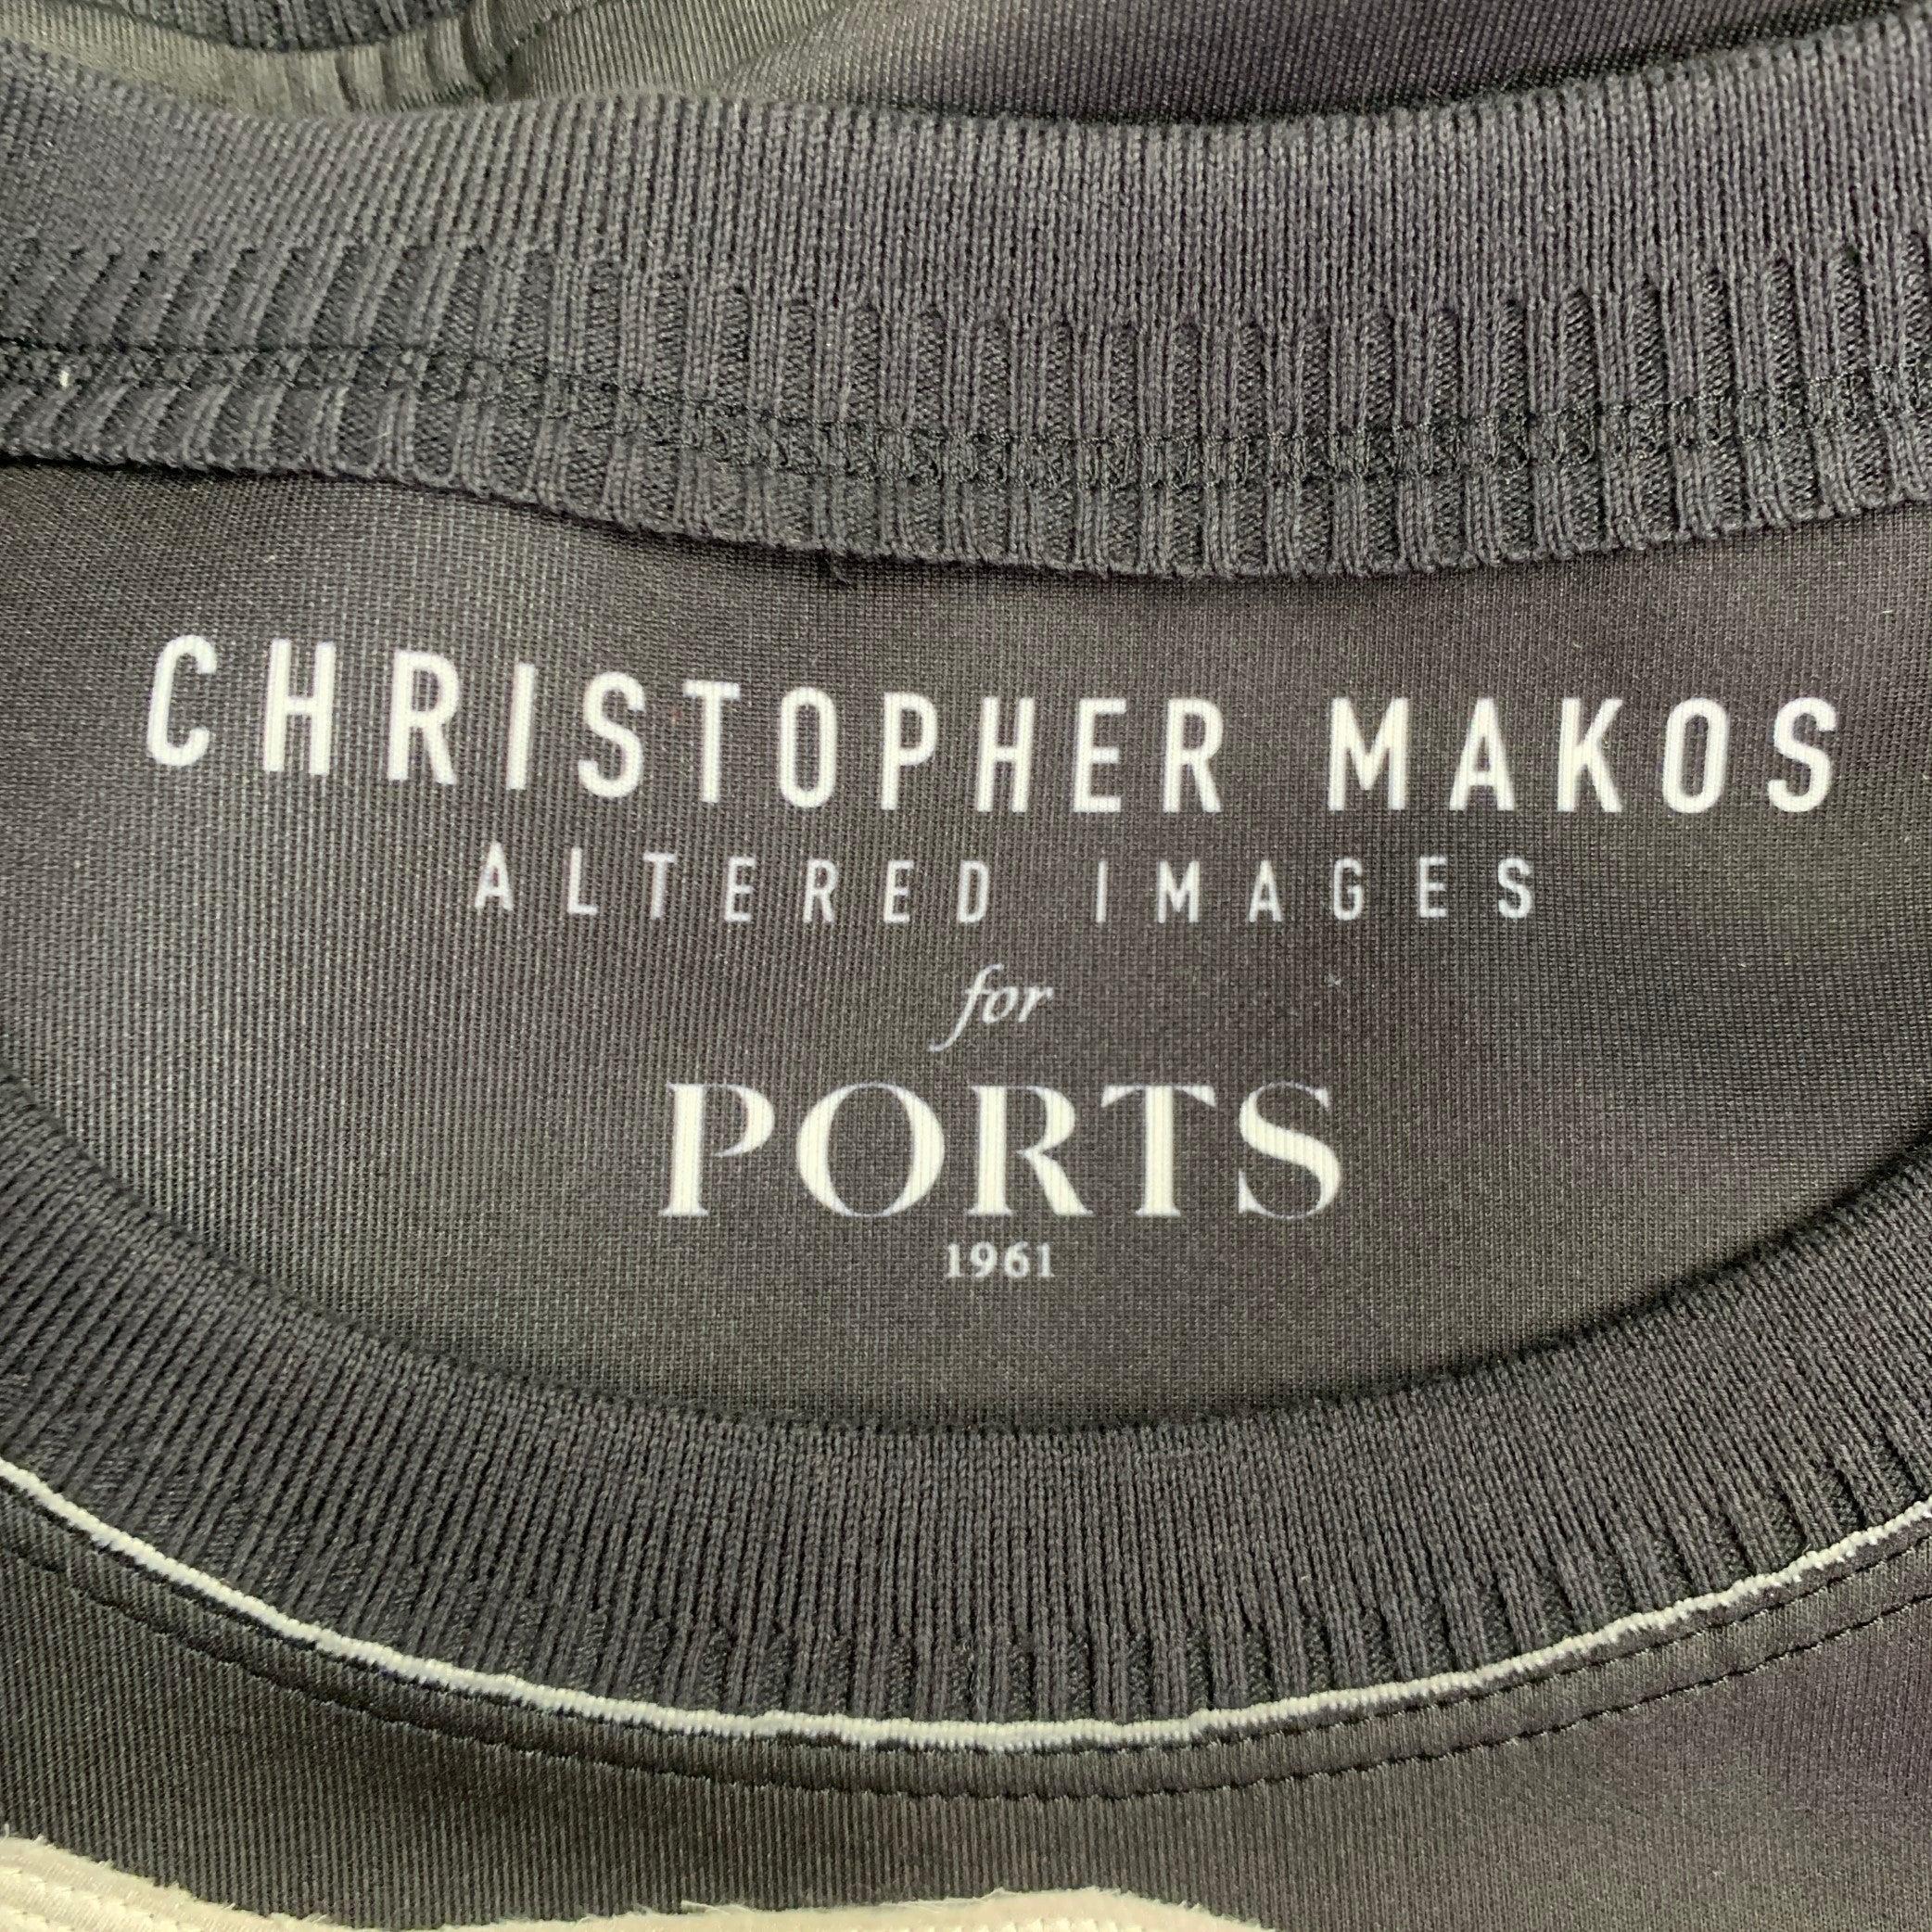 CHRISTOPHER MAKOS
ALTERED IMAGES
for
PORTS
1961